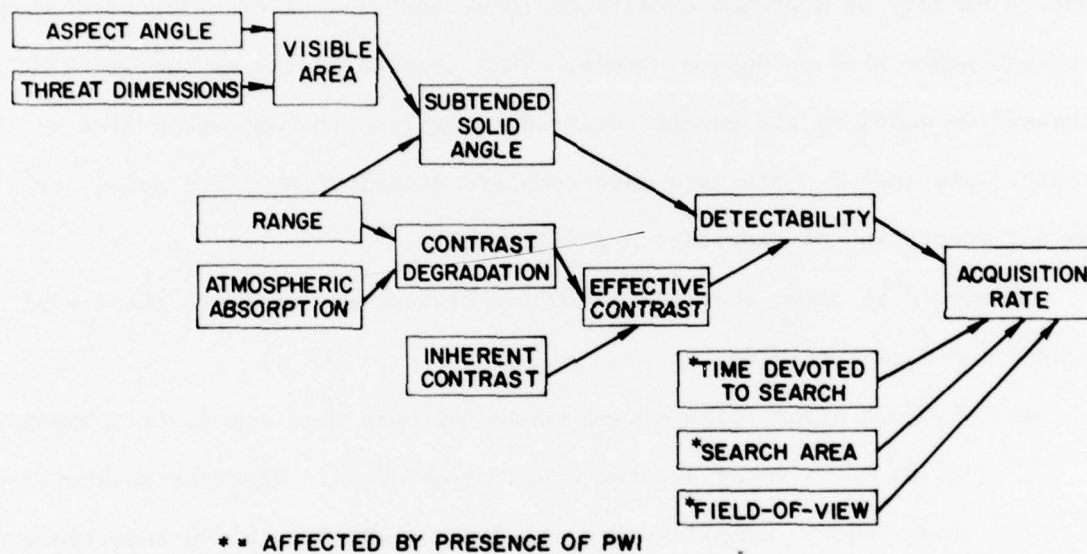 ASPECT ANGLE
THREAT DIMENSIONS
VISIBLE
AREA
SUBTENDED
SOLID
ANGLE
RANGE
ATMOSPHERIC
ABSORPTION
CONTRAST
DEGRADATION
INHERENT
CONTRAST
EFFECTIVE
CONTRAST
DETECTABILITY
ACQUISITION
RATE
*TIME DEVOTED
TO SEARCH
*SEARCH AREA
*FIELD-OF-VIEW
** AFFECTED BY PRESENCE OF PWI